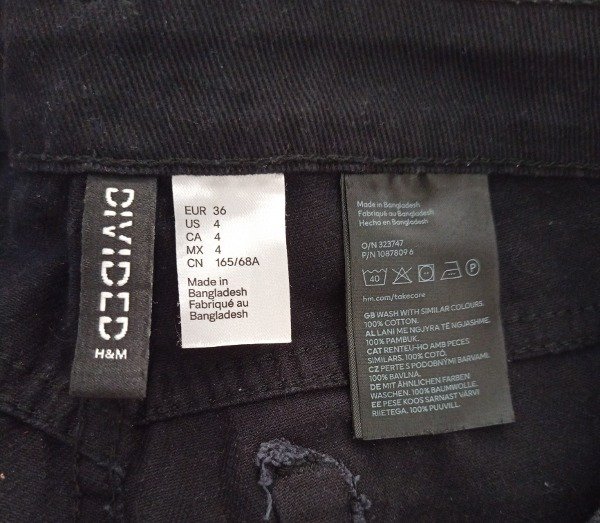 DIVIDED
H&M
EUR 36
US 4
CA 4
MX 4
CN 165/68A
Made in
Bangladesh
Fabriqué au
Bangladesh
Made in Bangladesh
Fabriqué au Bangladesh
Hecho en Bangladesh
O/N 323747
P/N 1087809 6
40
P
hm.com/takecare
GB WASH WITH SIMILAR COLOURS.
100% COTTON.
AL LANI ME NGJYRA TË NGJASHME.
100% PAMBUK.
CAT RENTEU-HO AMB PECES
SIMILARS. 100% COTÓ.
CZ PERTE S PODOBNÝMI BARVAMI.
100% BAVLNA.
DE MIT ÄHNLICHEN FARBEN
WASCHEN. 100% BAUMWOLLE.
EE PESE KOOS SARNAST VÄRVI
RIIETEGA. 100% PUUVILL.